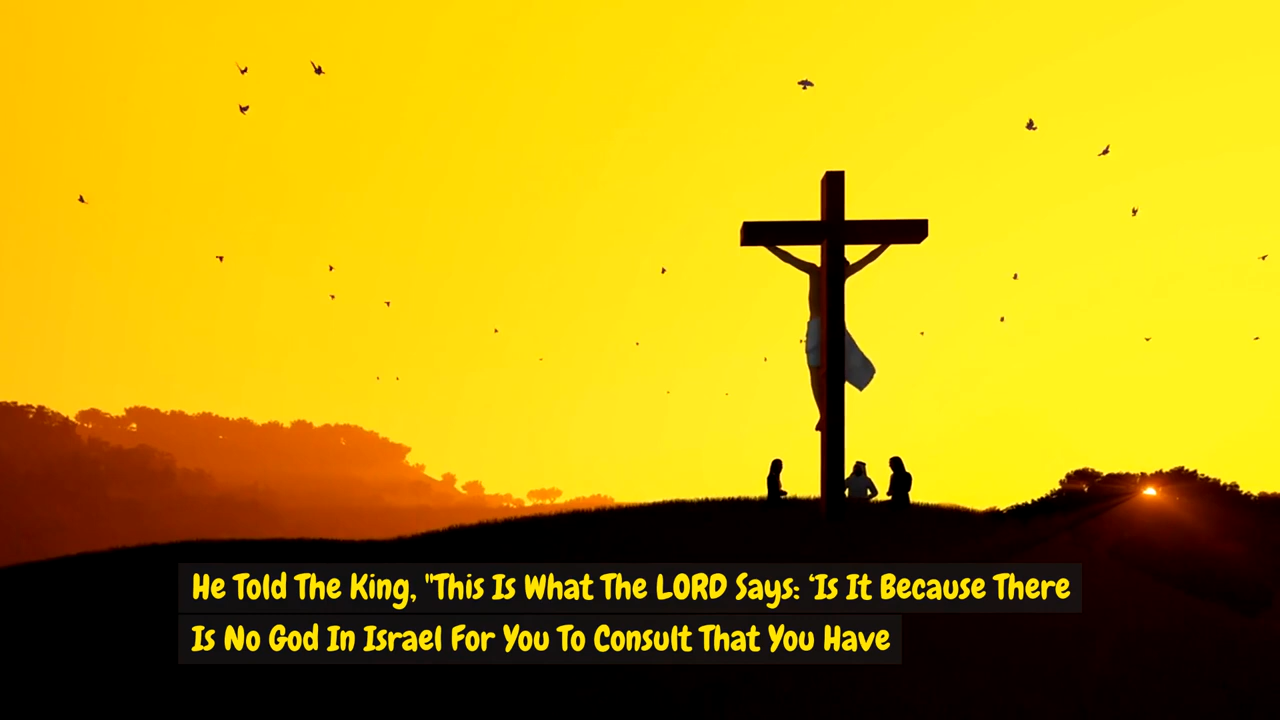 He Told The King, "This Is What The LORD Says: ‘Is It Because There
Is No God In Israel For You To Consult That You Have